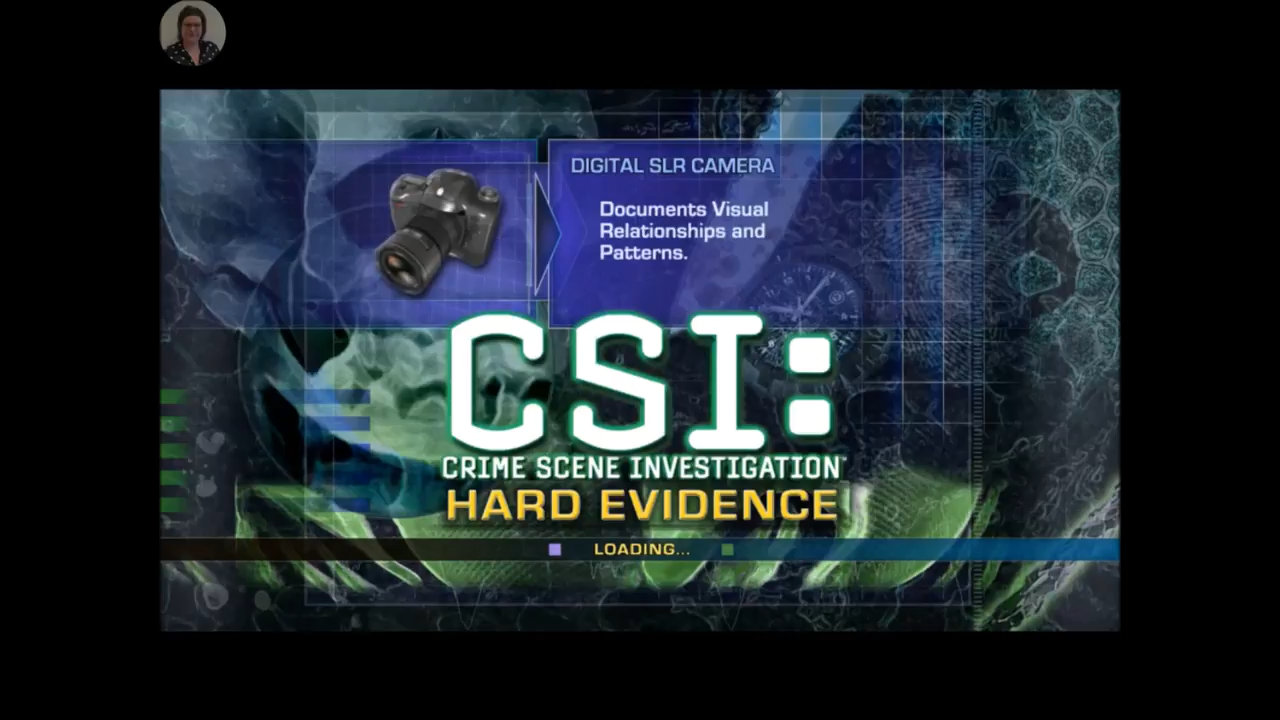 DIGITAL SLR CAMERA
Documents Visual
Relationships and
Patterns.
CSI:
CRIME SCENE INVESTIGATION
HARD EVIDENCE
LOADING...